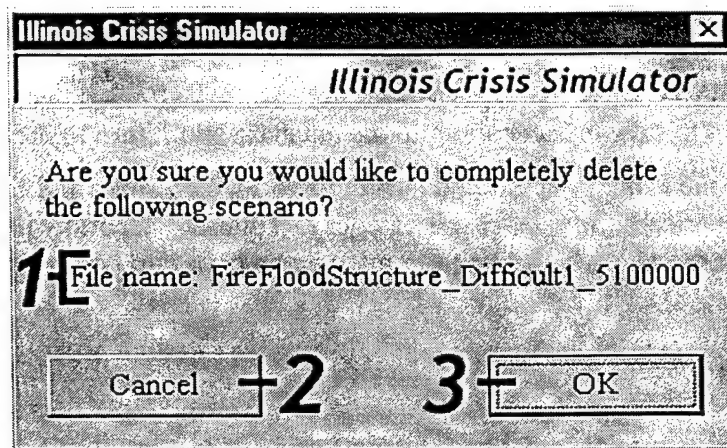 Illinois Crisis Simulator
Illinois Crisis Simulator
Are you sure you would like to completely delete
the following scenario?
1 File name: FireFloodStructure_Difficult1_5100000
Cancel 2 3 OK